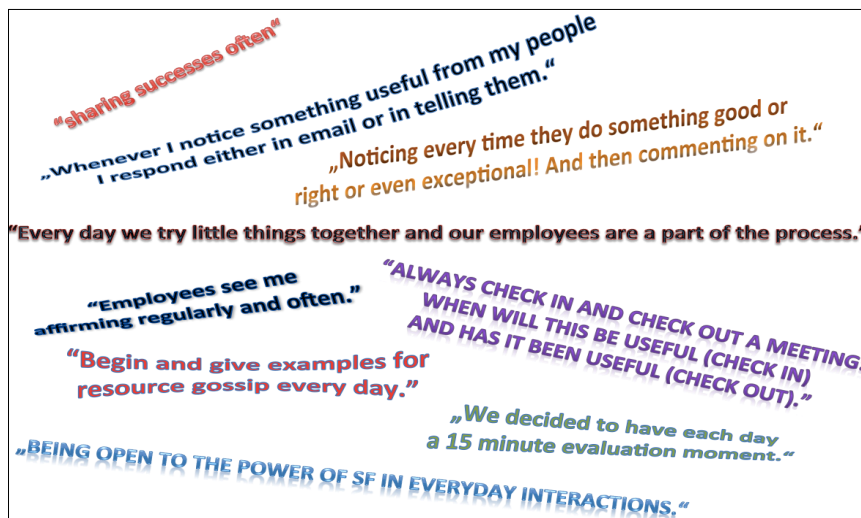 “sharing successes often“
„Whenever I notice something useful from my people
I respond either in email or in telling them.“
„Noticing every time they do something good or
right or even exceptional! And then commenting on it.“
“Every day we try little things together and our employees are a part of the process.”
“Employees see me
affirming regularly and often.”
“ALWAYS CHECK IN AND CHECK OUT A MEETING.
WHEN WILL THIS BE USEFUL (CHECK IN)
AND HAS IT BEEN USEFUL (CHECK OUT).”
“Begin and give examples for
resource gossip every day.”
„We decided to have each day
a 15 minute evaluation moment.“
„BEING OPEN TO THE POWER OF SF IN EVERYDAY INTERACTIONS.“